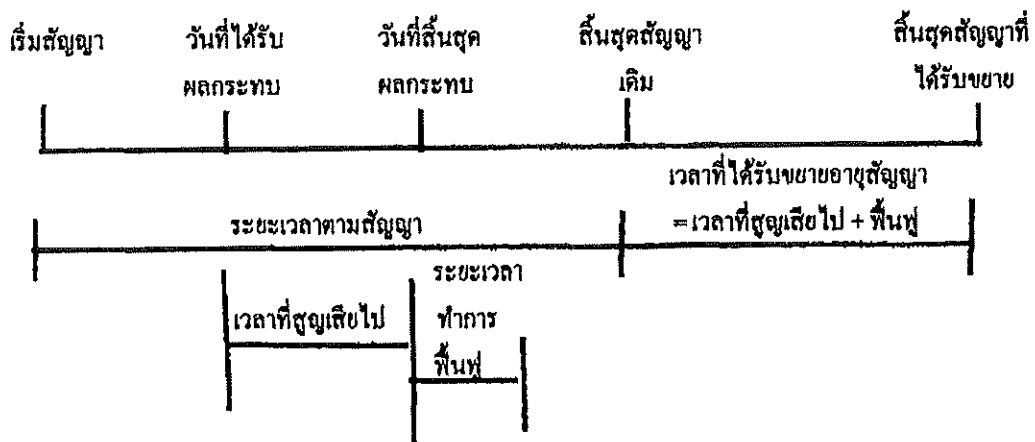 เริ่มสัญญา วันที่ได้รับ วันที่สิ้นสุด สิ้นสุดสัญญา สิ้นสุดสัญญาที่
ผลกระทบ ผลกระทบ เดิม ได้รับขยาย
เวลาที่ได้รับขยายอายุสัญญา
ระยะเวลาตามสัญญา =เวลาที่สูญเสียไป + ฟื้นฟู
ระยะเวลา
เวลาที่สูญเสียไป ทำการ
ฟื้นฟู